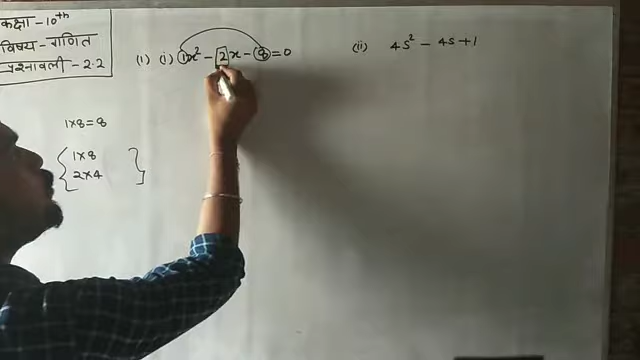 कक्षा - 10th
विषय - गणित
प्रश्नावली - 2.2
(1) (i) 1x² - 2x - 8 = 0
(ii) 4s² - 4s + 1
1×8 = 8
1×8
2×4